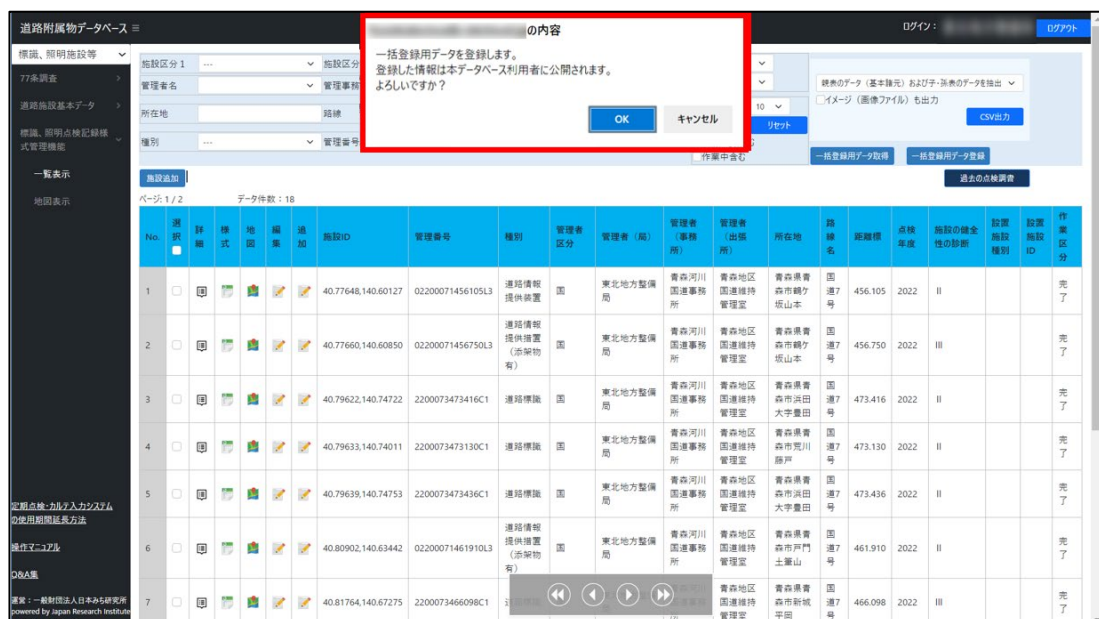 道路附属物データベース
ログイン：
ログアウト
の内容
一括登録用データを登録します。
登録した情報は本データベース利用者に公開されます。
よろしいですか？
OK
キャンセル
標識、照明施設等
77条調査
道路施設基本データ
標識、照明点検記録様式管理機能
一覧表示
地図表示
定期点検・カルテ入力システムの使用期間延長方法
操作マニュアル
Q&A集
運営：一般財団法人日本みち研究所
powered by Japan Research Institute
施設区分１ ---
施設区分
管理者名
管理事務
所在地
路線
種別 ---
管理番号
10
リセット
作業中含む
親表のデータ（基本諸元）および子・孫表のデータを抽出
イメージ（画像ファイル）も出力
CSV出力
一括登録用データ取得
一括登録用データ登録
施設追加
過去の点検調書
ページ: 1 / 2 データ件数：18
No. 選択 詳細 様式 地図 編集 追加 施設ID 管理番号 種別 管理者区分 管理者（局） 管理者（事務所） 管理者（出張所） 所在地 路線名 距離標 点検年度 施設の健全性の診断 設置施設種別 設置施設ID 作業区分
1 40.77648,140.60127 02200071456105L3 道路情報提供装置 国 東北地方整備局 青森河川国道事務所 青森地区国道維持管理室 青森県青森市鶴ケ坂山本 国道7号 456.105 2022 II 完了
2 40.77660,140.60850 02200071456750L3 道路情報提供措置（添架物有） 国 東北地方整備局 青森河川国道事務所 青森地区国道維持管理室 青森県青森市鶴ケ坂山本 国道7号 456.750 2022 III 完了
3 40.79622,140.74722 2200073473416C1 道路標識 国 東北地方整備局 青森河川国道事務所 青森地区国道維持管理室 青森県青森市浜田大字豊田 国道7号 473.416 2022 II 完了
4 40.79633,140.74011 2200073473130C1 道路標識 国 東北地方整備局 青森河川国道事務所 青森地区国道維持管理室 青森県青森市荒川藤戸 国道7号 473.130 2022 II 完了
5 40.79639,140.74753 2200073473436C1 道路標識 国 東北地方整備局 青森河川国道事務所 青森地区国道維持管理室 青森県青森市浜田大字豊田 国道7号 473.436 2022 II 完了
6 40.80902,140.63442 02200071461910L3 道路情報提供措置（添架物有） 国 東北地方整備局 青森河川国道事務所 青森地区国道維持管理室 青森県青森市戸門土筆山 国道7号 461.910 2022 II 完了
7 40.81764,140.67275 2200073466098C1 青森地区国道維持管理室 青森県青森市新城平岡 国道7号 466.098 2022 III 完了